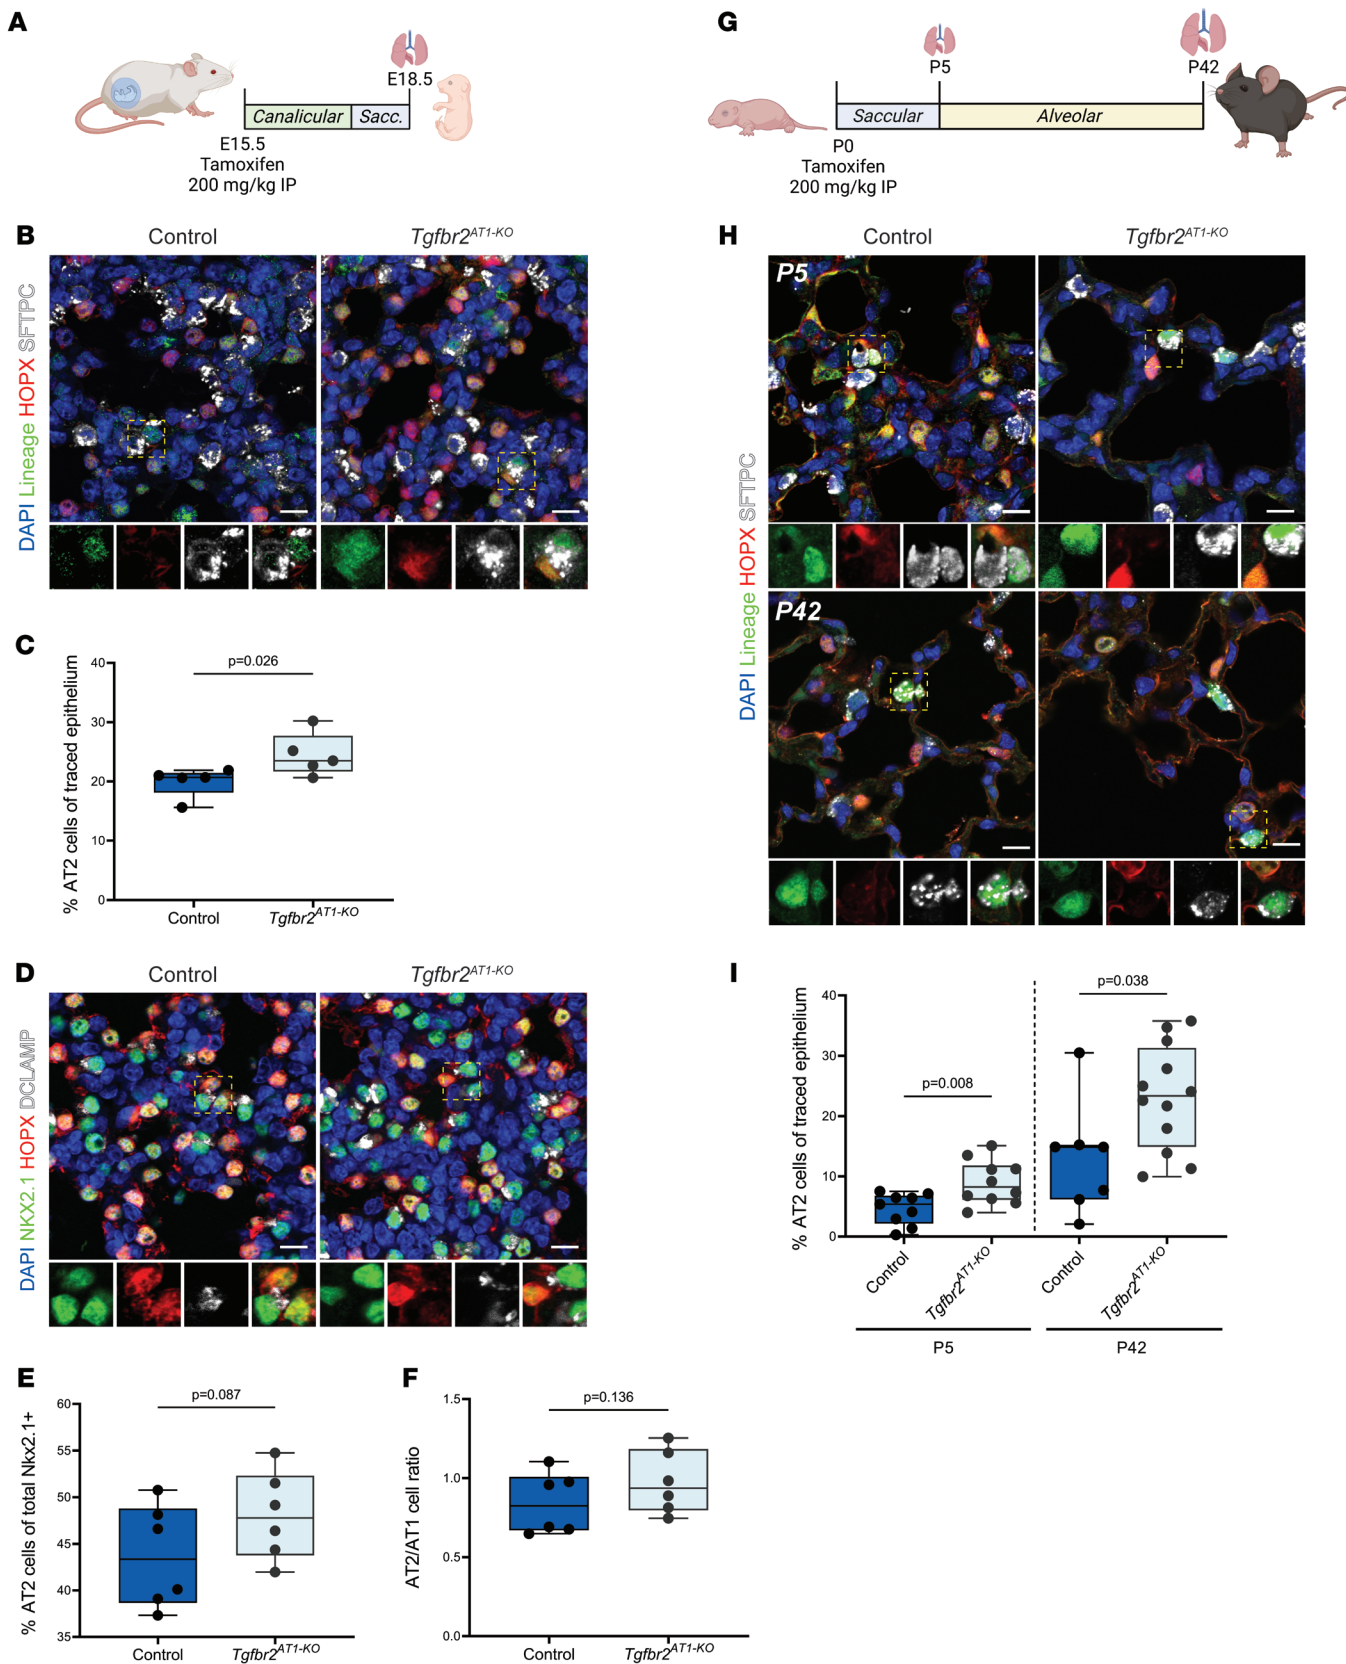 A
E18.5
Canalicular
Sacc.
E15.5
Tamoxifen
200 mg/kg IP
B
Control
Tgfbr2AT1-KO
DAPI Lineage HOPX SFTPC
C
p=0.026
40
30
20
10
0
% AT2 cells of traced epithelium
Control
Tgfbr2AT1-KO
D
Control
Tgfbr2AT1-KO
DAPI NKX2.1 HOPX DCLAMP
E
p=0.087
60
55
50
45
40
35
% AT2 cells of total Nkx2.1+
Control
Tgfbr2AT1-KO
F
p=0.136
1.5
1.0
0.5
0.0
AT2/AT1 cell ratio
Control
Tgfbr2AT1-KO
G
P5
P42
Saccular
Alveolar
P0
Tamoxifen
200 mg/kg IP
H
Control
Tgfbr2AT1-KO
P5
P42
DAPI Lineage HOPX SFTPC
I
p=0.038
p=0.008
40
30
20
10
0
% AT2 cells of traced epithelium
Control
Tgfbr2AT1-KO
Control
Tgfbr2AT1-KO
P5
P42